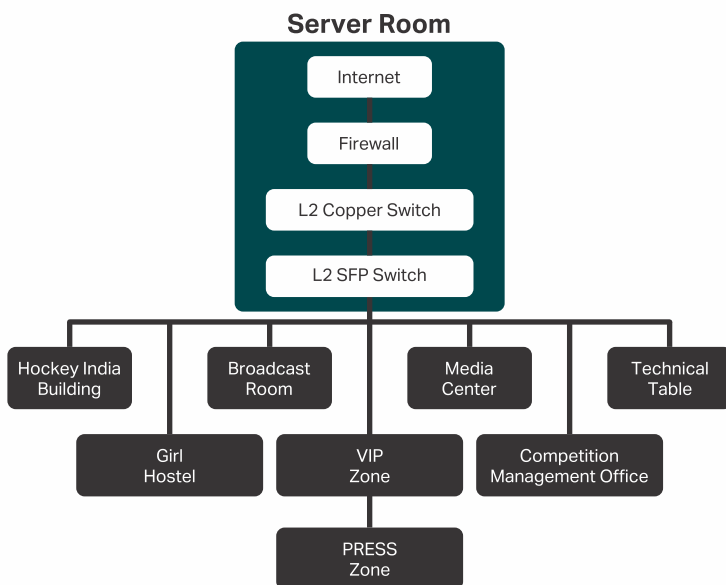 Server Room
Internet
Firewall
L2 Copper Switch
L2 SFP Switch
Hockey India
Building
Broadcast
Room
Media
Center
Technical
Table
Girl
Hostel
VIP
Zone
Competition
Management Office
PRESS
Zone